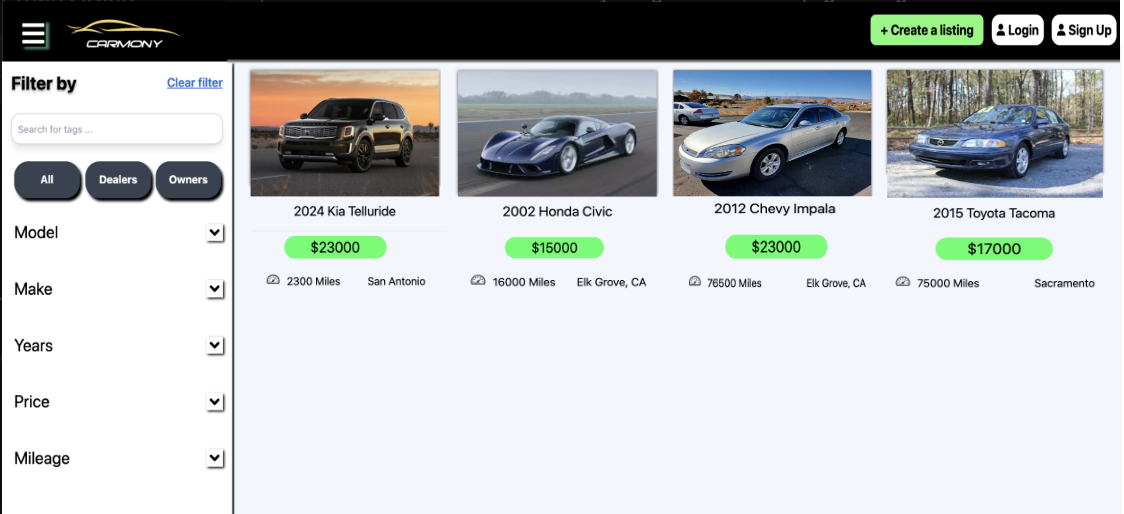 CARMONY
+ Create a listing
Login
Sign Up
Filter by
Clear filter
Search for tags ...
All
Dealers
Owners
Model
Make
Years
Price
Mileage
2024 Kia Telluride
$23000
2300 Miles
San Antonio
2002 Honda Civic
$15000
16000 Miles
Elk Grove, CA
2012 Chevy Impala
$23000
76500 Miles
Elk Grove, CA
2015 Toyota Tacoma
$17000
75000 Miles
Sacramento